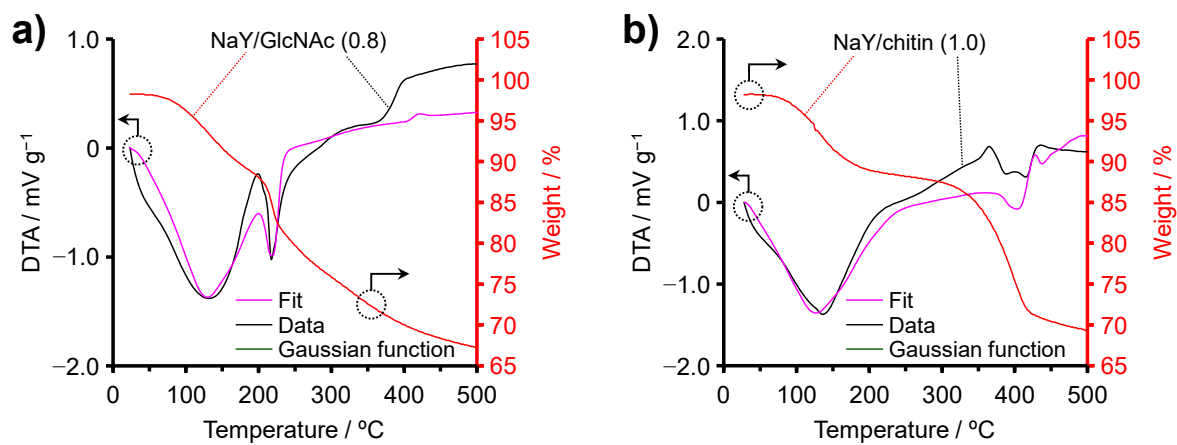 a)
NaY/GlcNAc (0.8)
1.0
0
−1.0
−2.0
DTA / mV g⁻¹
105
100
95
90
85
80
75
70
65
Weight / %
Fit
Data
Gaussian function
0 100 200 300 400 500
Temperature / ºC
b)
NaY/chitin (1.0)
2.0
1.0
0
−1.0
−2.0
DTA / mV g⁻¹
105
100
95
90
85
80
75
70
65
Weight / %
Fit
Data
Gaussian function
0 100 200 300 400 500
Temperature / ºC